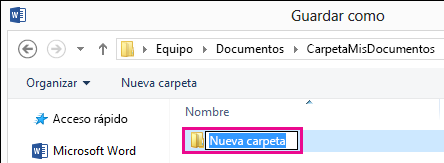 Guardar como
Equipo Documentos CarpetaMisDocumentos
Organizar Nueva carpeta
Nombre
Acceso rápido
Nueva carpeta
Microsoft Word